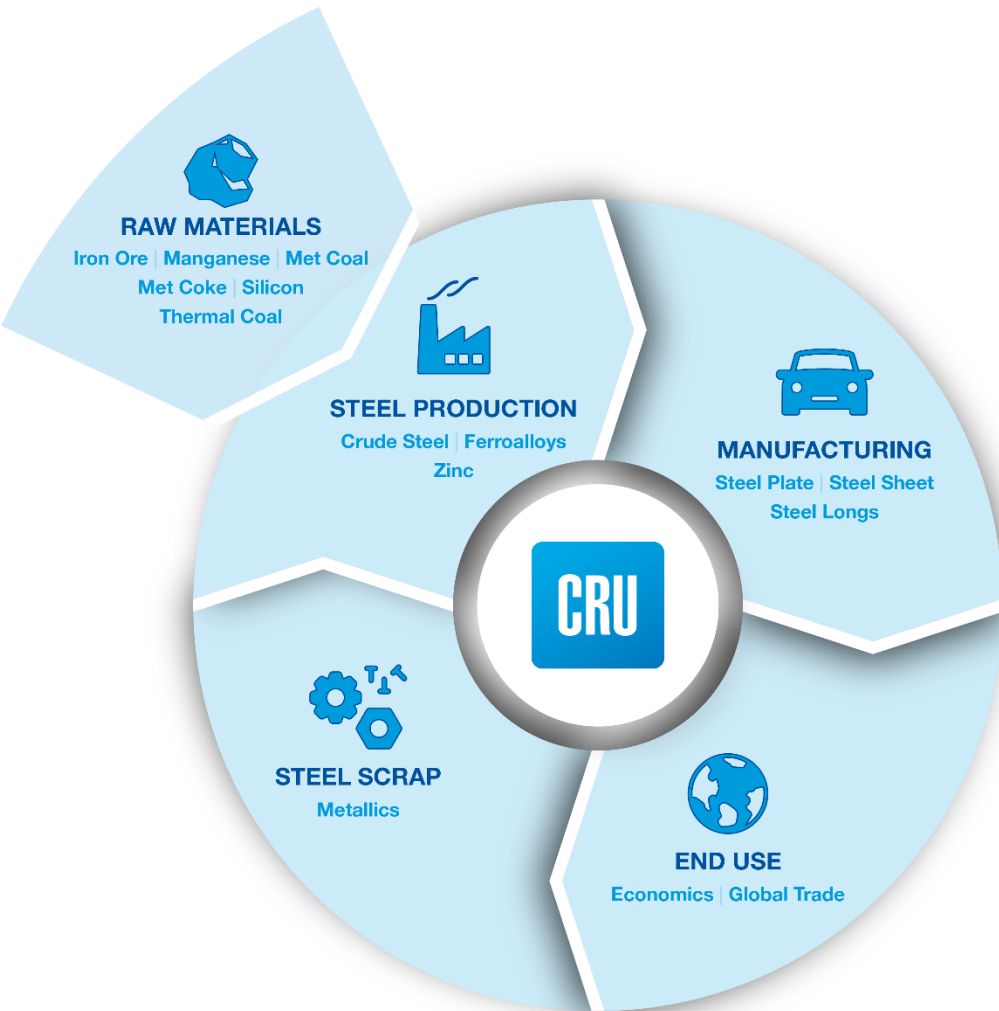 RAW MATERIALS
Iron Ore | Manganese | Met Coal
Met Coke | Silicon
Thermal Coal
STEEL PRODUCTION
Crude Steel | Ferroalloys
Zinc
MANUFACTURING
Steel Plate | Steel Sheet
Steel Longs
CRU
STEEL SCRAP
Metallics
END USE
Economics | Global Trade